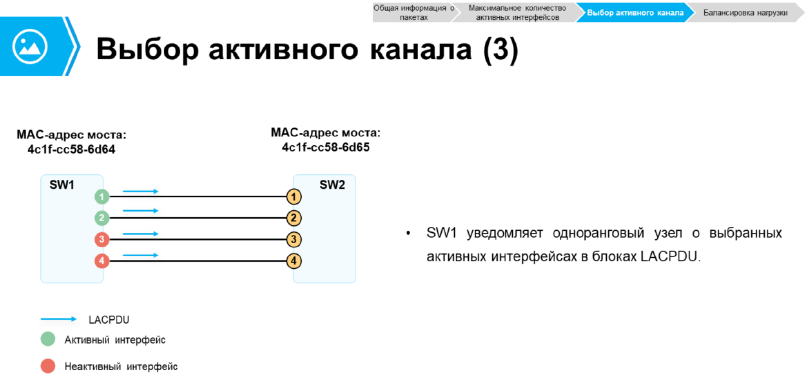 Общая информация о
пакетах
Максимальное количество
активных интерфейсов
Выбор активного канала
Балансировка нагрузки
Выбор активного канала (3)
MAC-адрес моста:
4c1f-cc58-6d64
MAC-адрес моста:
4c1f-cc58-6d65
SW1
SW2
1
1
2
2
3
3
4
4
• SW1 уведомляет одноранговый узел о выбранных
активных интерфейсах в блоках LACPDU.
LACPDU
Активный интерфейс
Неактивный интерфейс